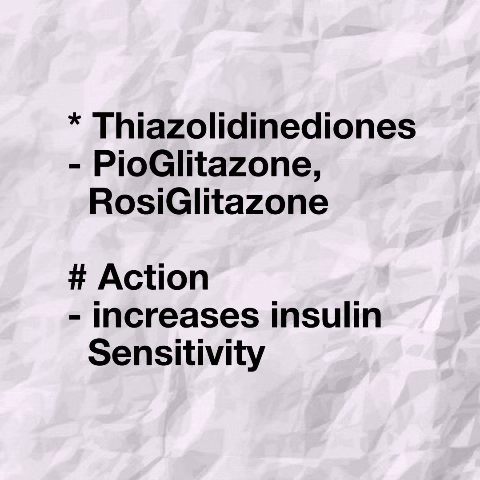 * Thiazolidinediones
- PioGlitazone,
RosiGlitazone
# Action
- increases insulin
Sensitivity